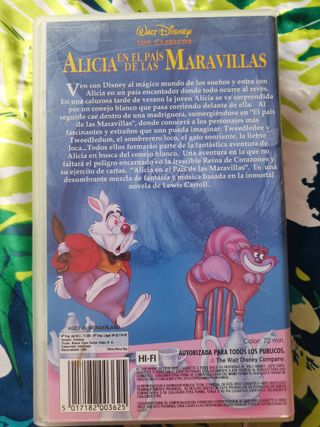 WALT DISNEY
LOS CLASICOS
ALICIA EN EL PAÍS DE LAS MARAVILLAS
Ven con Disney al mágico mundo de los sueños y entra con
Alicia en un país encantador donde todo ocurre al revés.
En una calurosa tarde de verano la joven Alicia se ve sorprendida
por un conejo blanco que pasa corriendo delante de ella. Al
seguirle cae dentro de una madriguera, sumergiéndose en "El país
de las Maravillas", donde conocerá a los personajes más
fascinantes y extraños que uno pueda imaginar: Tweedledee y
Tweedledum, el sombrerero loco, el gato sonriente, la liebre
loca...Todos ellos formarán parte de la fantástica aventura de
Alicia en busca del conejo blanco. Una aventura en la que no
faltará el peligro encarnado en la irascible Reina de Corazones y
su ejército de cartas. "Alicia en el País de las Maravillas". Es una
desumbrante mezcla de fantasía y música basada en la inmortal
novela de Lewis Carroll.
ALICE IN WONDERLAND
Color: 72 min.
HI-FI
AUTORIZADA PARA TODOS LOS PUBLICOS.
The Walt Disney Company.
5 017182 003625